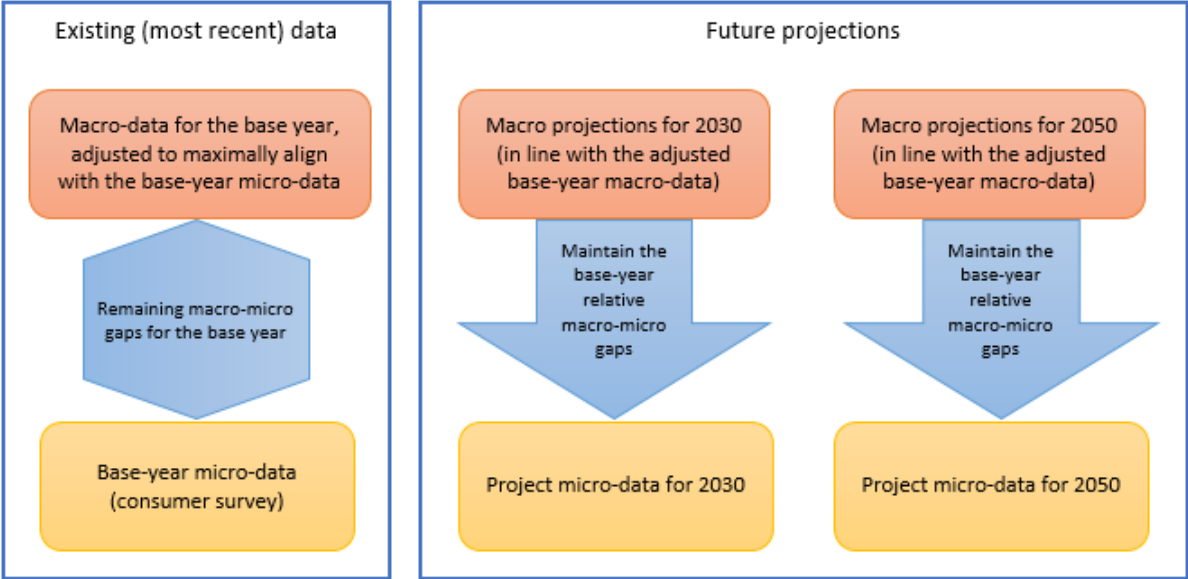 Existing (most recent) data
Macro-data for the base year,
adjusted to maximally align
with the base-year micro-data
Remaining macro-micro
gaps for the base year
Base-year micro-data
(consumer survey)
Future projections
Macro projections for 2030
(in line with the adjusted
base-year macro-data)
Maintain the
base-year
relative
macro-micro
gaps
Project micro-data for 2030
Macro projections for 2050
(in line with the adjusted
base-year macro-data)
Maintain the
base-year
relative
macro-micro
gaps
Project micro-data for 2050